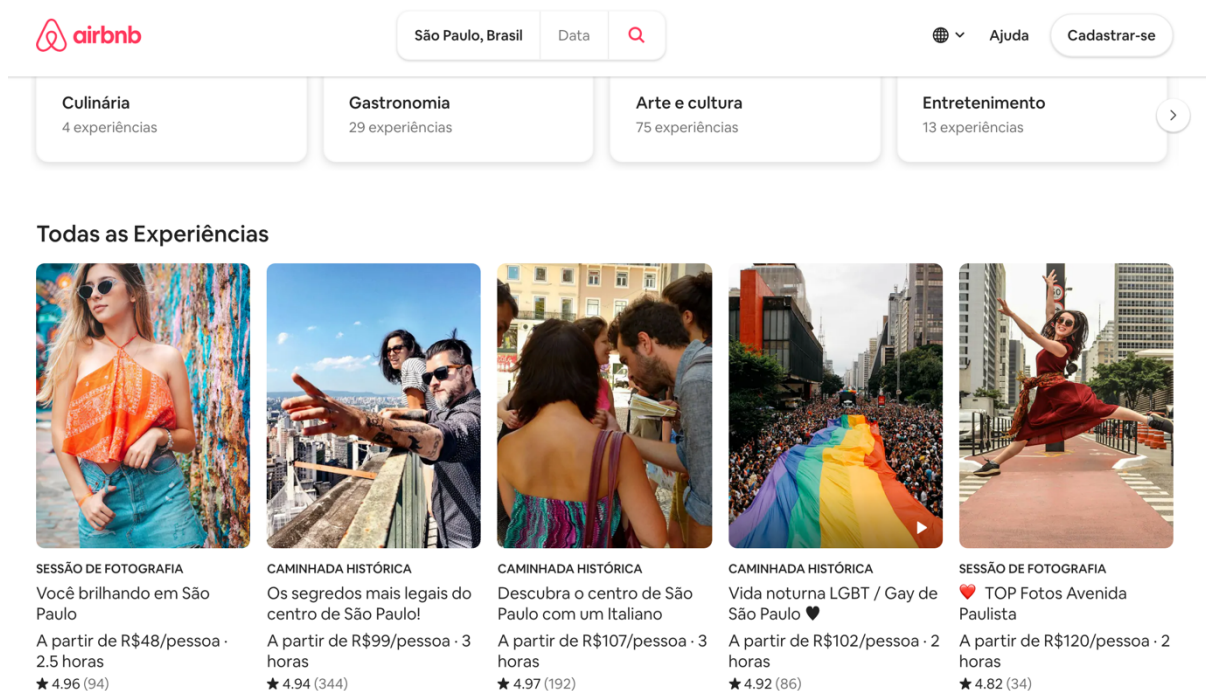 airbnb
São Paulo, Brasil
Data
Ajuda
Cadastrar-se
Culinária
4 experiências
Gastronomia
29 experiências
Arte e cultura
75 experiências
Entretenimento
13 experiências
Todas as Experiências
SESSÃO DE FOTOGRAFIA
Você brilhando em São
Paulo
A partir de R$48/pessoa ·
2.5 horas
★ 4.96 (94)
CAMINHADA HISTÓRICA
Os segredos mais legais do
centro de São Paulo!
A partir de R$99/pessoa · 3
horas
★ 4.94 (344)
CAMINHADA HISTÓRICA
Descubra o centro de São
Paulo com um Italiano
A partir de R$107/pessoa · 3
horas
★ 4.97 (192)
CAMINHADA HISTÓRICA
Vida noturna LGBT / Gay de
São Paulo 🖤
A partir de R$102/pessoa · 2
horas
★ 4.92 (86)
SESSÃO DE FOTOGRAFIA
❤️ TOP Fotos Avenida
Paulista
A partir de R$120/pessoa · 2
horas
★ 4.82 (34)